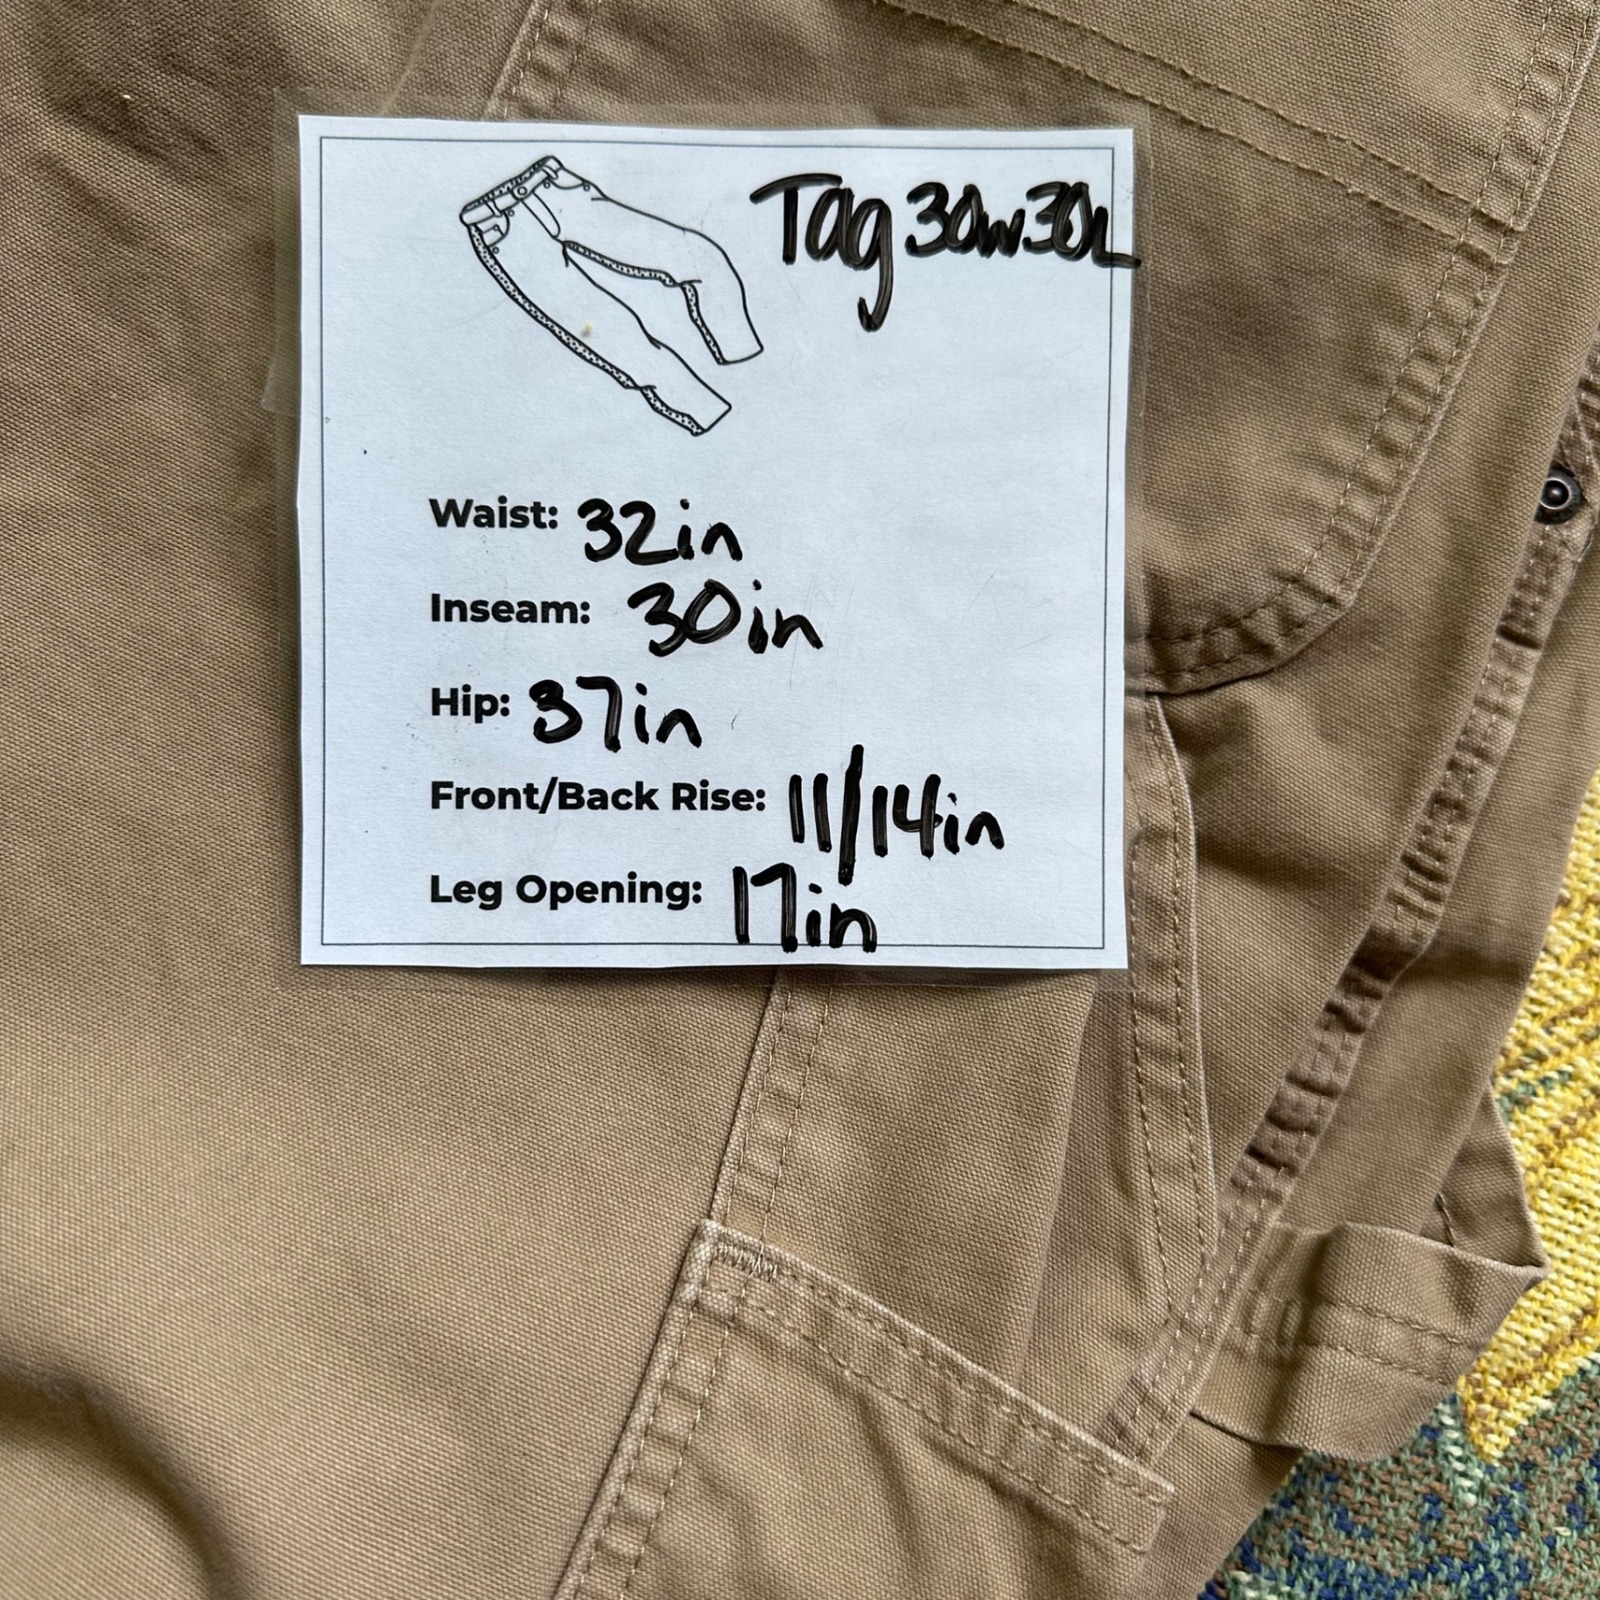 Tag 30w30L
Waist: 32in
Inseam: 30in
Hip: 37in
Front/Back Rise: 11/14in
Leg Opening: 17in